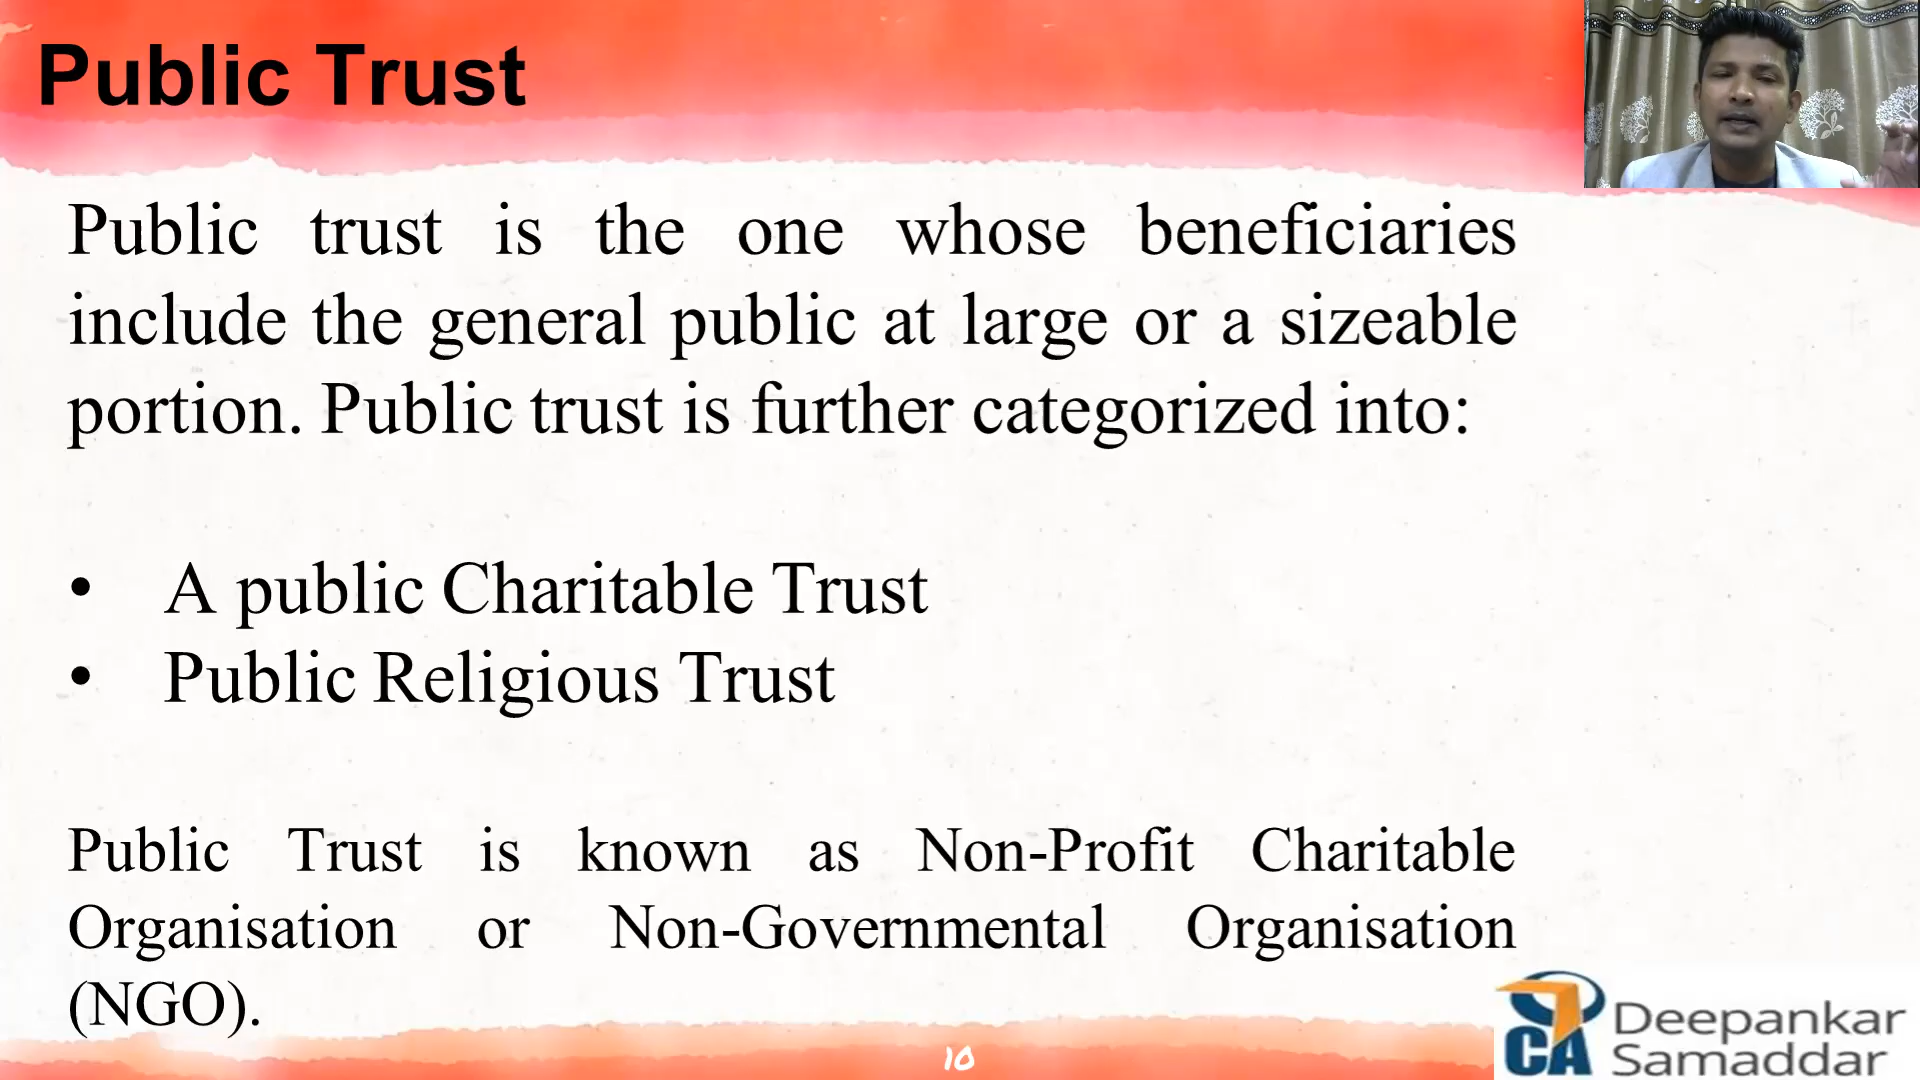 Public Trust
Public trust is the one whose beneficiaries
include the general public at large or a sizeable
portion. Public trust is further categorized into:
• A public Charitable Trust
• Public Religious Trust
Public Trust is known as Non-Profit Charitable
Organisation or Non-Governmental Organisation
(NGO).
10
CA
Deepankar
Samaddar